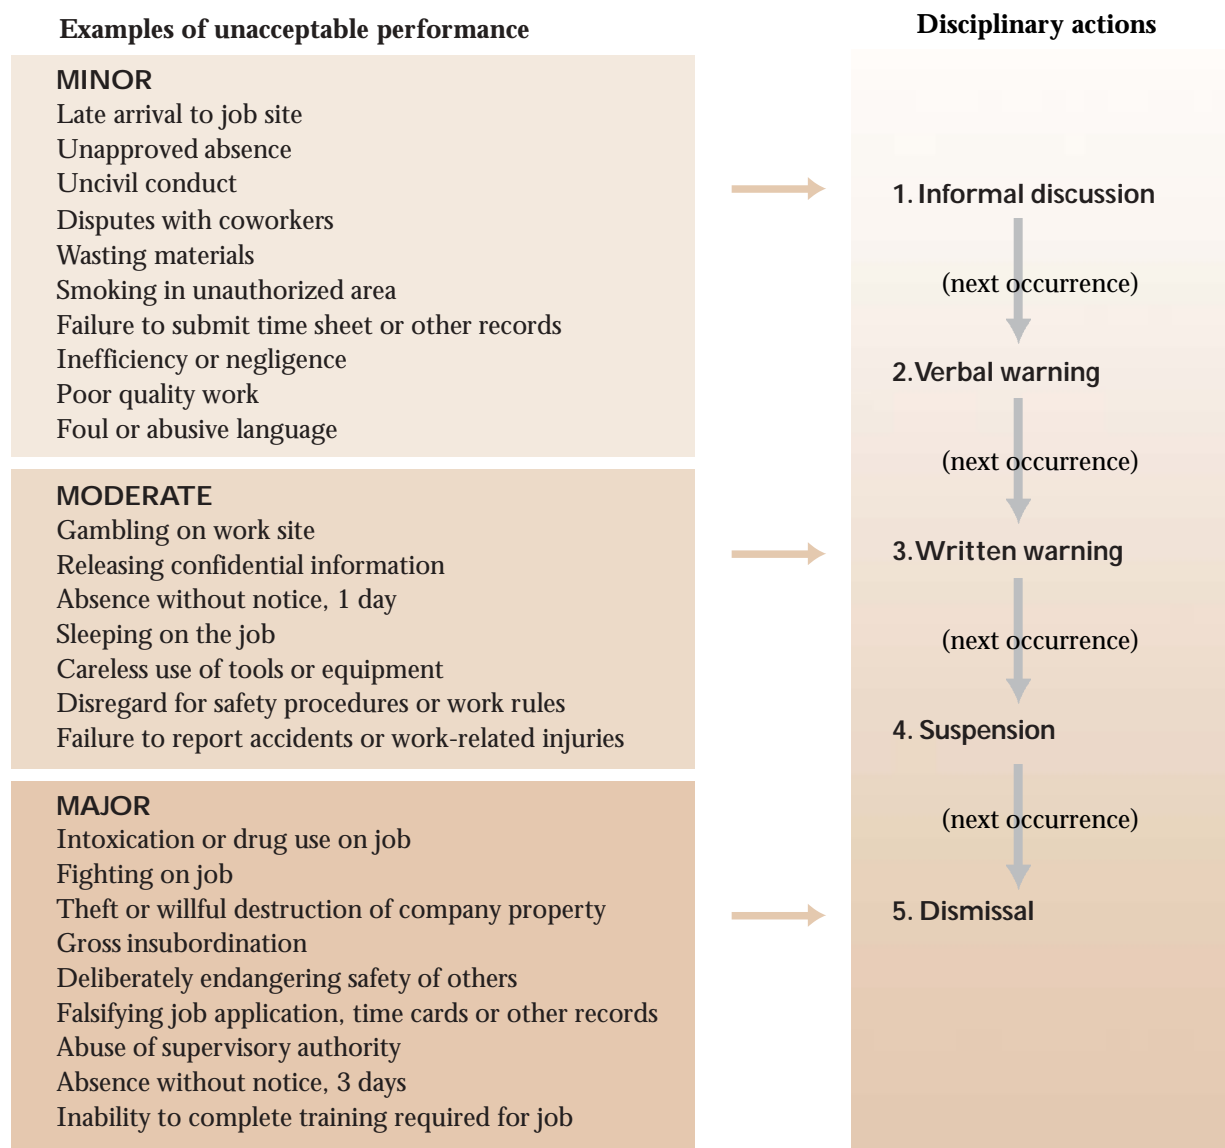 Examples of unacceptable performance
MINOR
Late arrival to job site
Unapproved absence
Uncivil conduct
Disputes with coworkers
Wasting materials
Smoking in unauthorized area
Failure to submit time sheet or other records
Inefficiency or negligence
Poor quality work
Foul or abusive language
MODERATE
Gambling on work site
Releasing confidential information
Absence without notice, 1 day
Sleeping on the job
Careless use of tools or equipment
Disregard for safety procedures or work rules
Failure to report accidents or work-related injuries
MAJOR
Intoxication or drug use on job
Fighting on job
Theft or willful destruction of company property
Gross insubordination
Deliberately endangering safety of others
Falsifying job application, time cards or other records
Abuse of supervisory authority
Absence without notice, 3 days
Inability to complete training required for job
Disciplinary actions
1. Informal discussion
(next occurrence)
2. Verbal warning
(next occurrence)
3. Written warning
(next occurrence)
4. Suspension
(next occurrence)
5. Dismissal